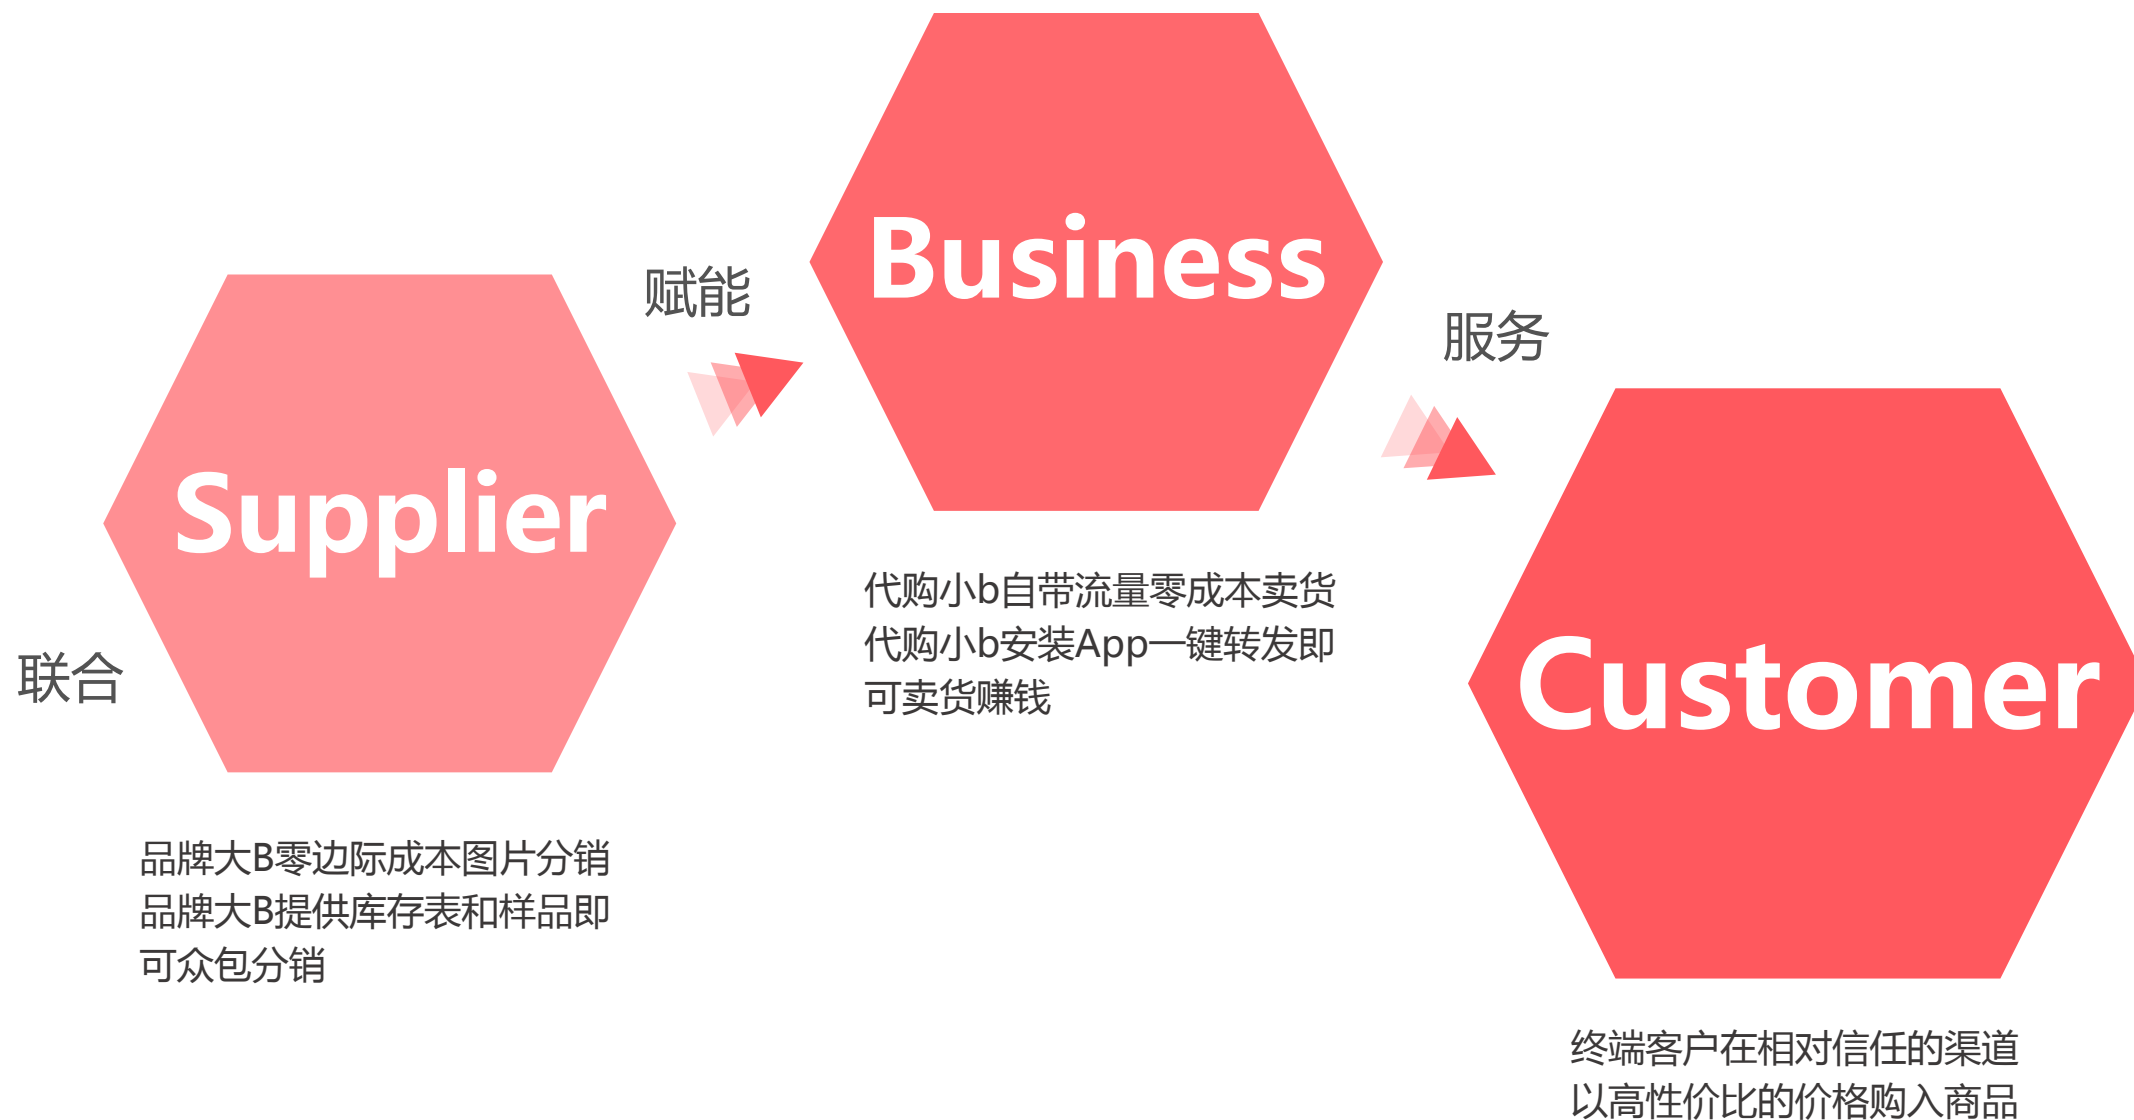 联合
Supplier
品牌大B零边际成本图片分销
品牌大B提供库存表和样品即
可众包分销
赋能
Business
代购小b自带流量零成本卖货
代购小b安装App一键转发即
可卖货赚钱
服务
Customer
终端客户在相对信任的渠道
以高性价比的价格购入商品